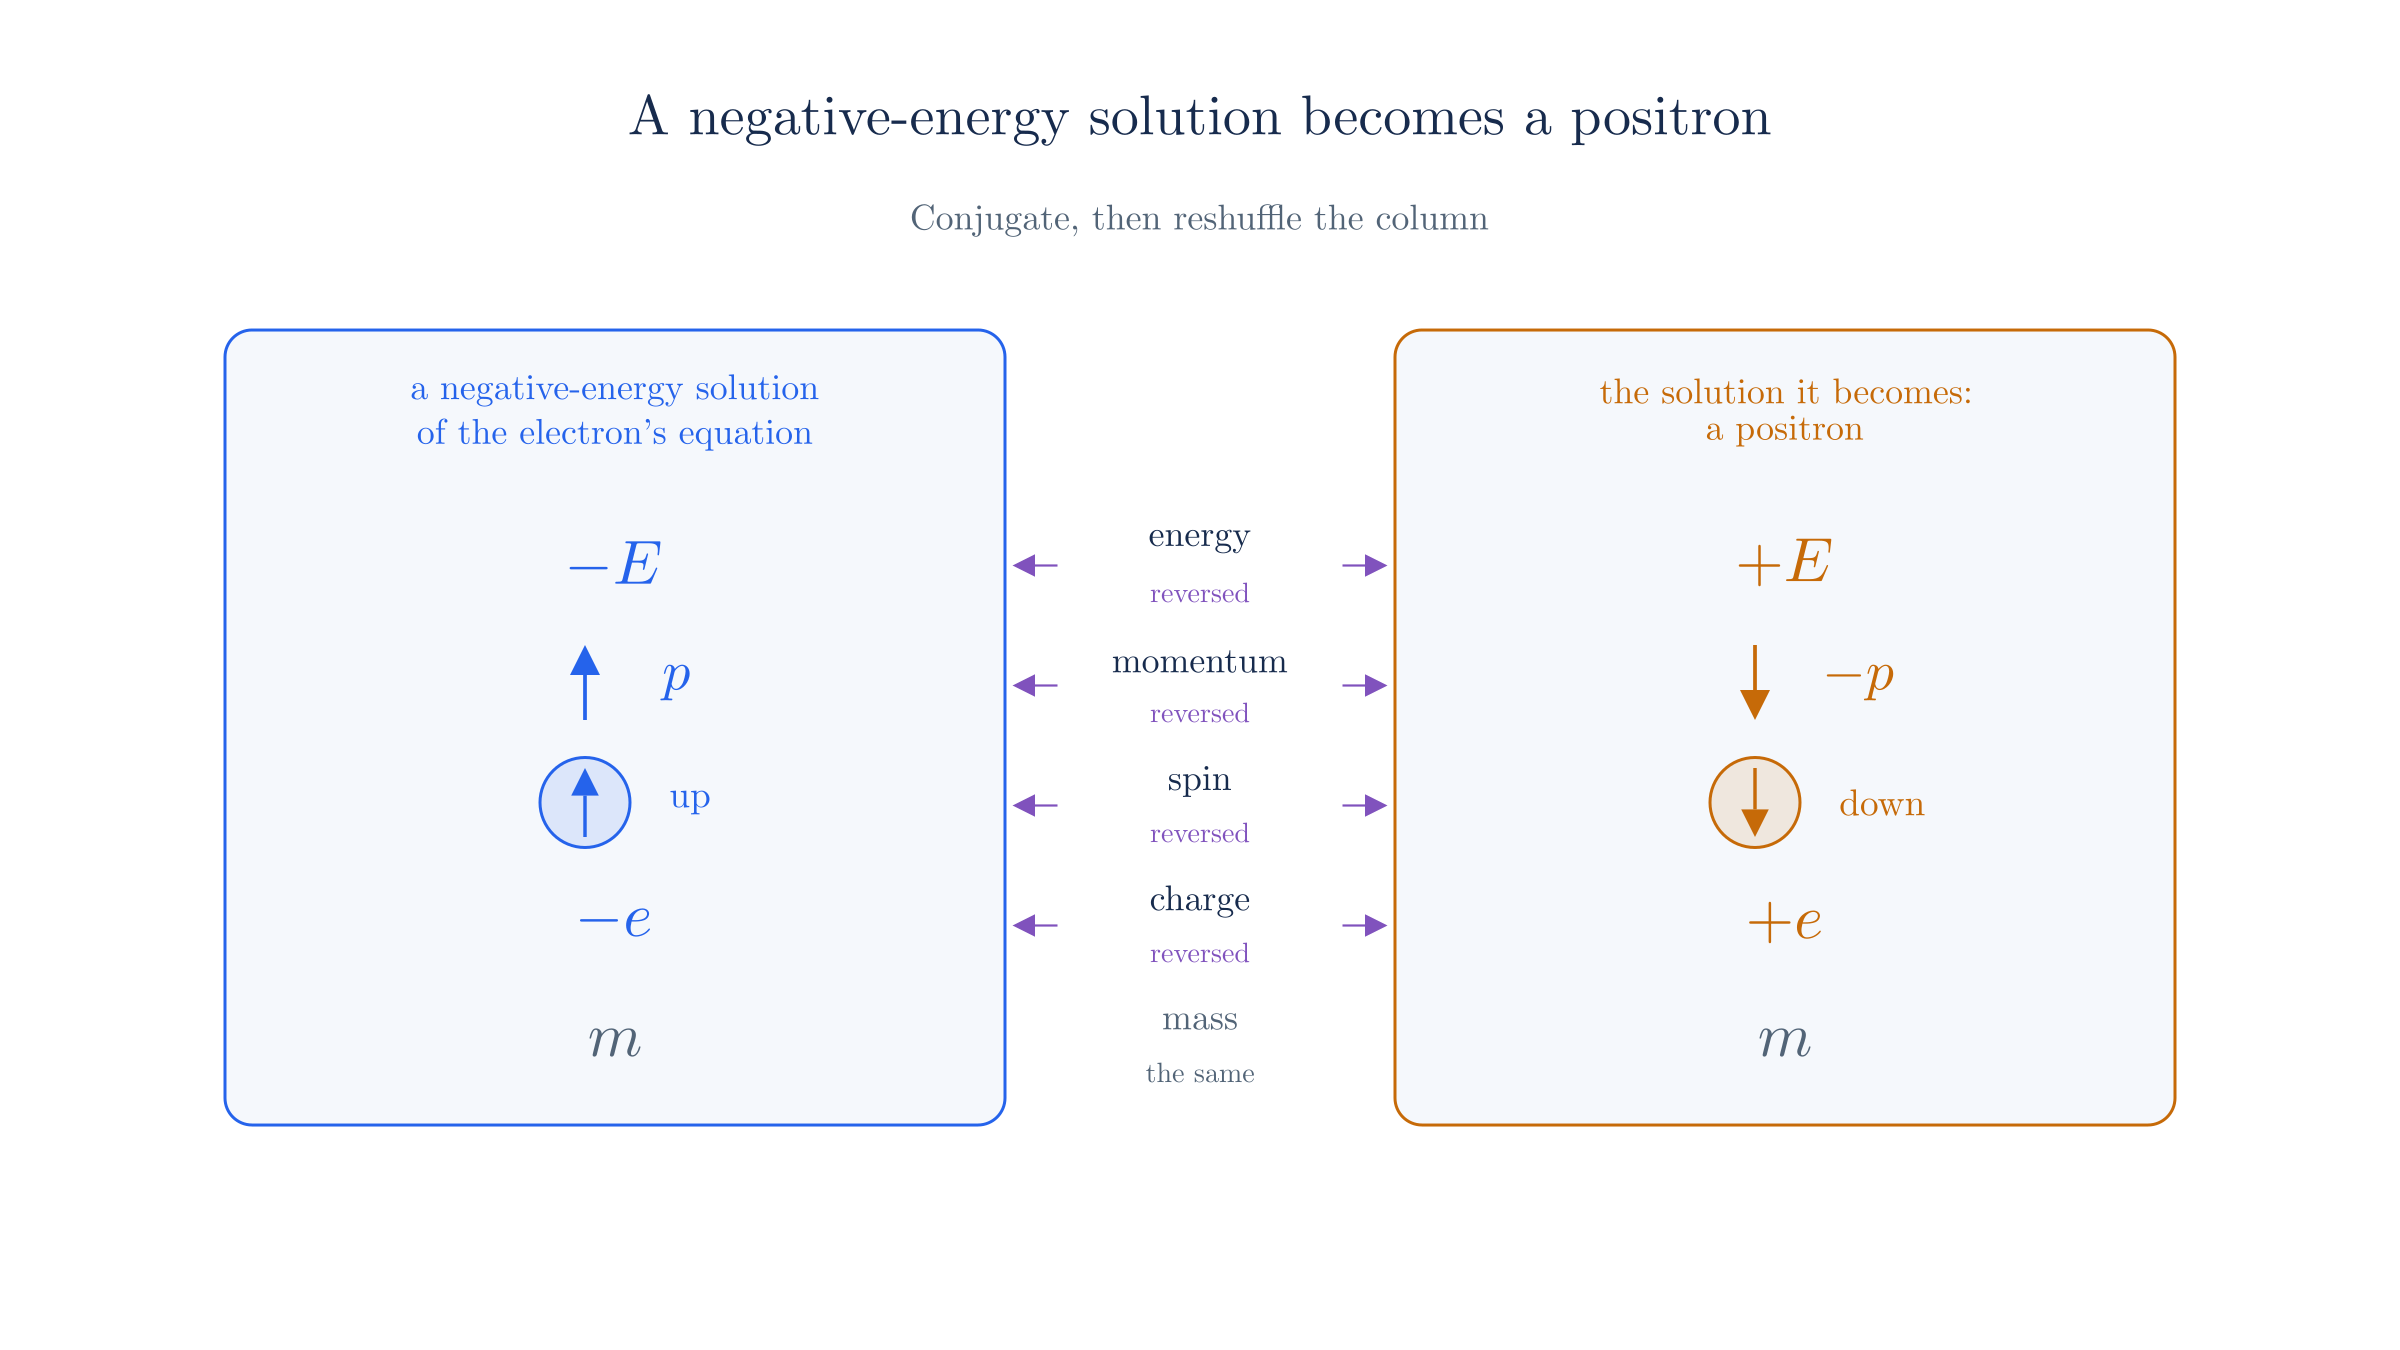 A negative-energy solution becomes a positron
Conjugate, then reshuffle the column
a negative-energy solution
of the electron's equation
the solution it becomes:
a positron
−E
energy
reversed
+E
p
momentum
reversed
−p
up
spin
reversed
down
−e
charge
reversed
+e
m
mass
the same
m